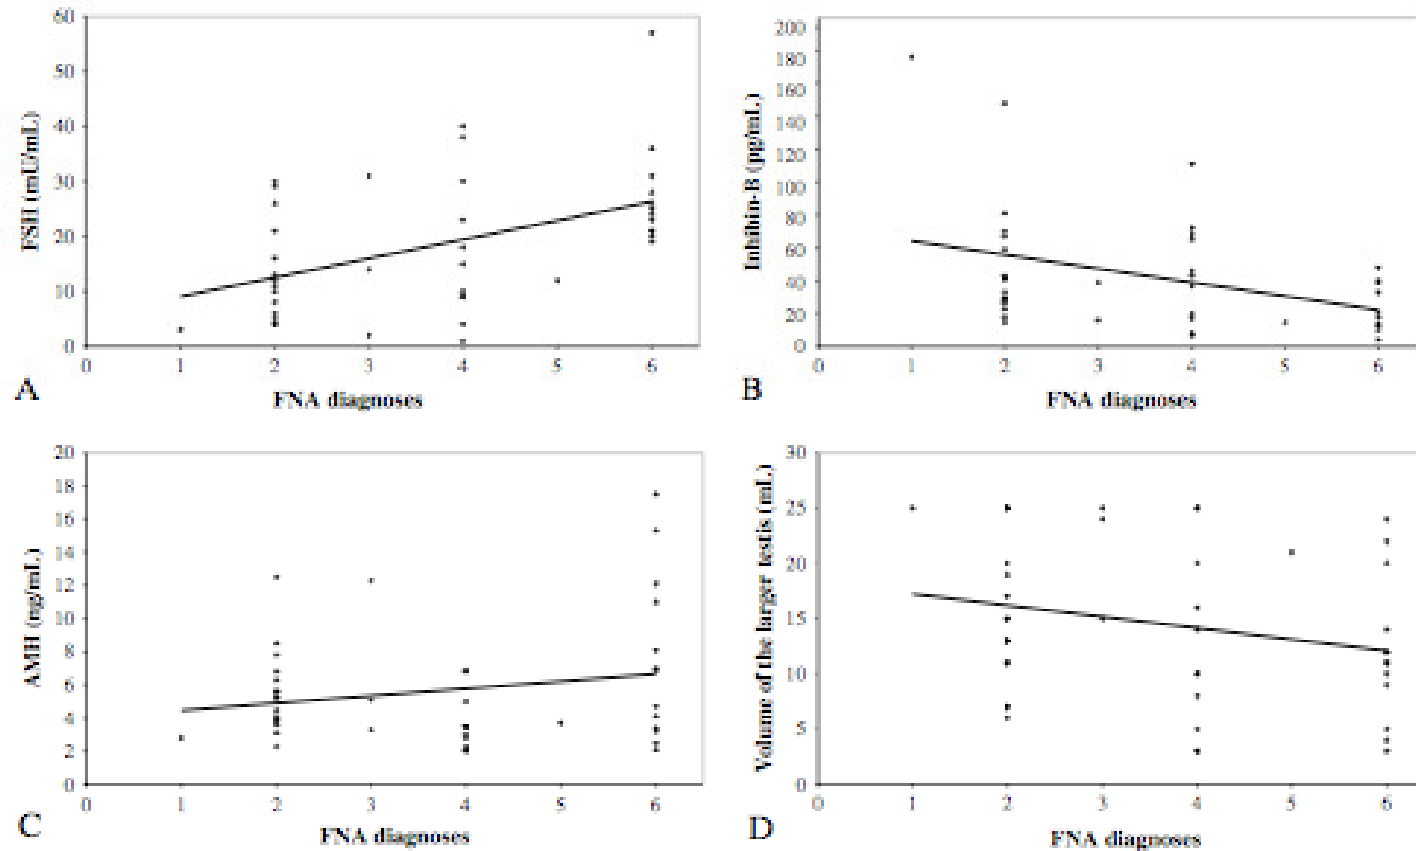 A
FSH (mU/mL)
60
50
40
30
20
10
0
0 1 2 3 4 5 6
FNA diagnoses
B
Inhibin-B (pg/mL)
200
180
160
140
120
100
80
60
40
20
0
0 1 2 3 4 5 6
FNA diagnoses
C
AMH (ng/mL)
20
18
16
14
12
10
8
6
4
2
0
0 1 2 3 4 5 6
FNA diagnoses
D
Volume of the larger testis (mL)
30
25
20
15
10
5
0
0 1 2 3 4 5 6
FNA diagnoses